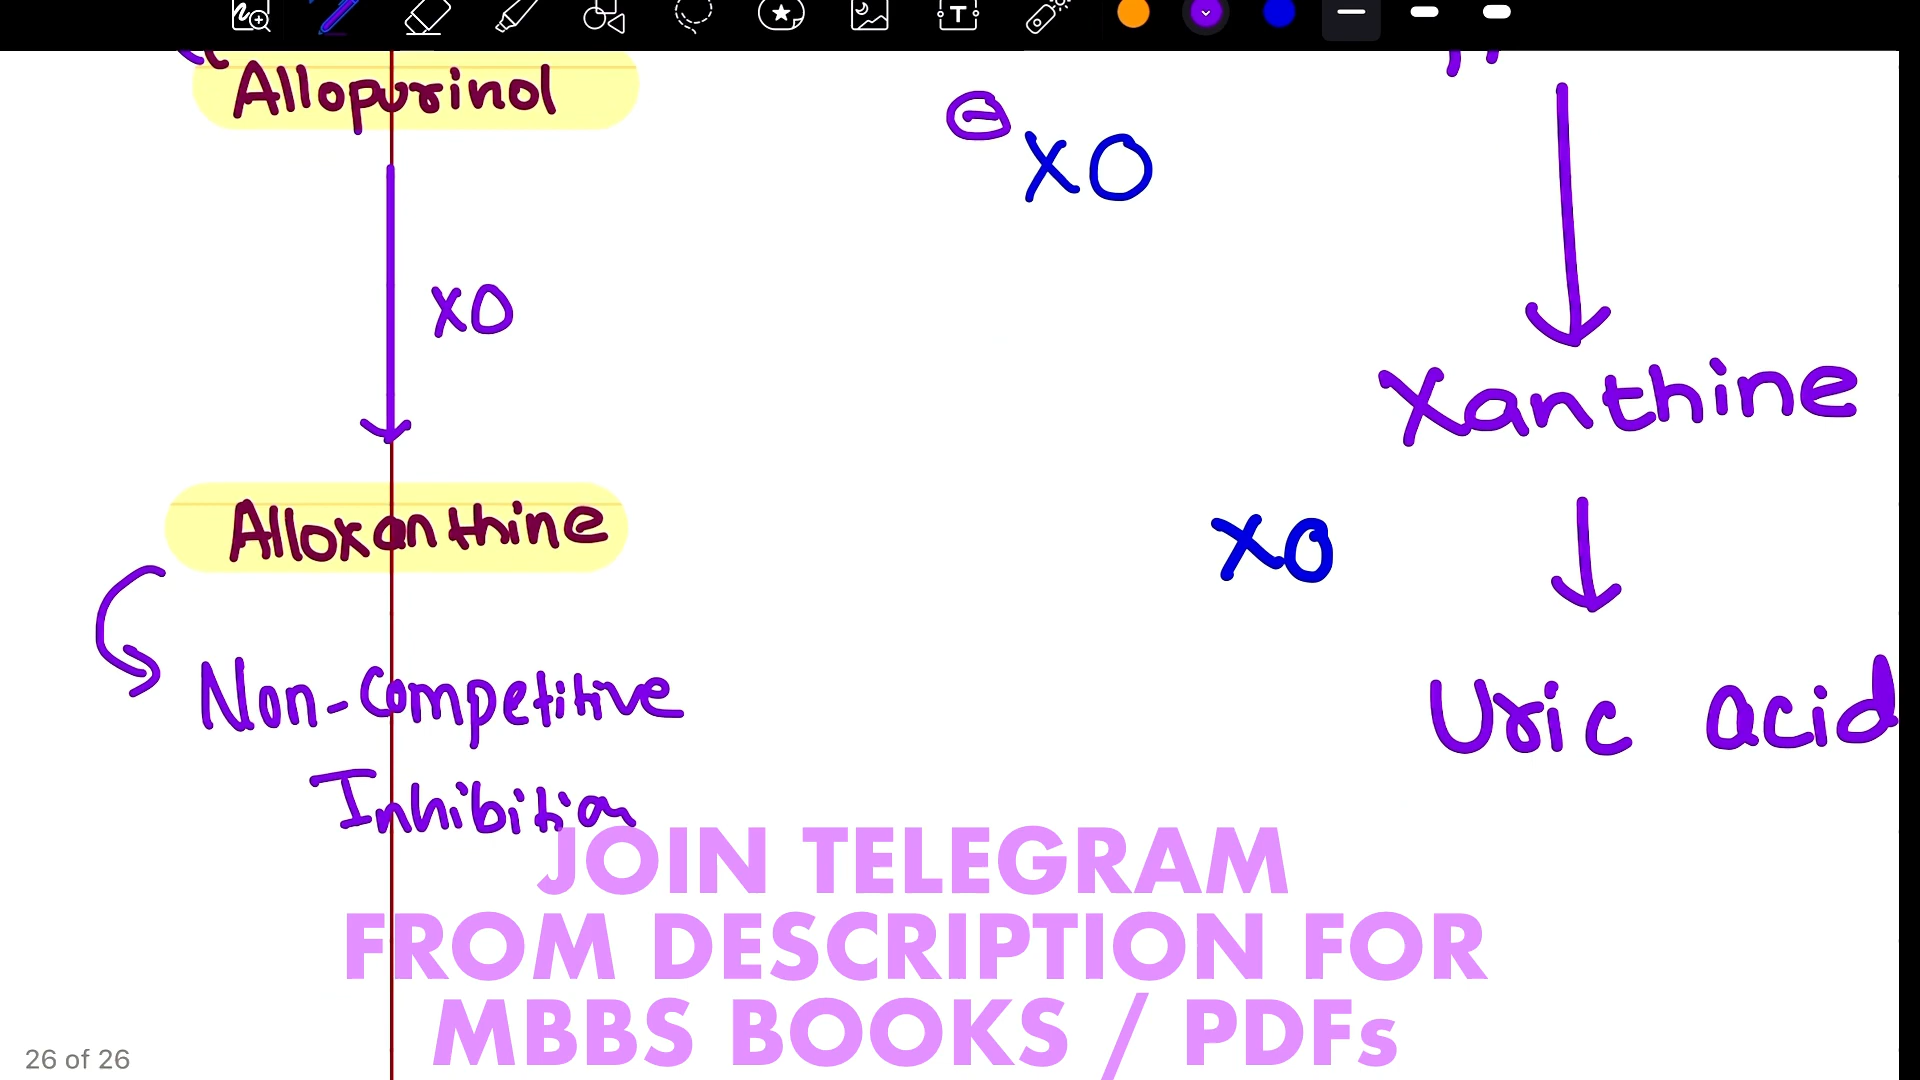 Allopurinol
XO
XO
Xanthine
Alloxanthine
XO
Non-Competitive
Inhibition
Uric acid
JOIN TELEGRAM
FROM DESCRIPTION FOR
MBBS BOOKS / PDFs
26 of 26